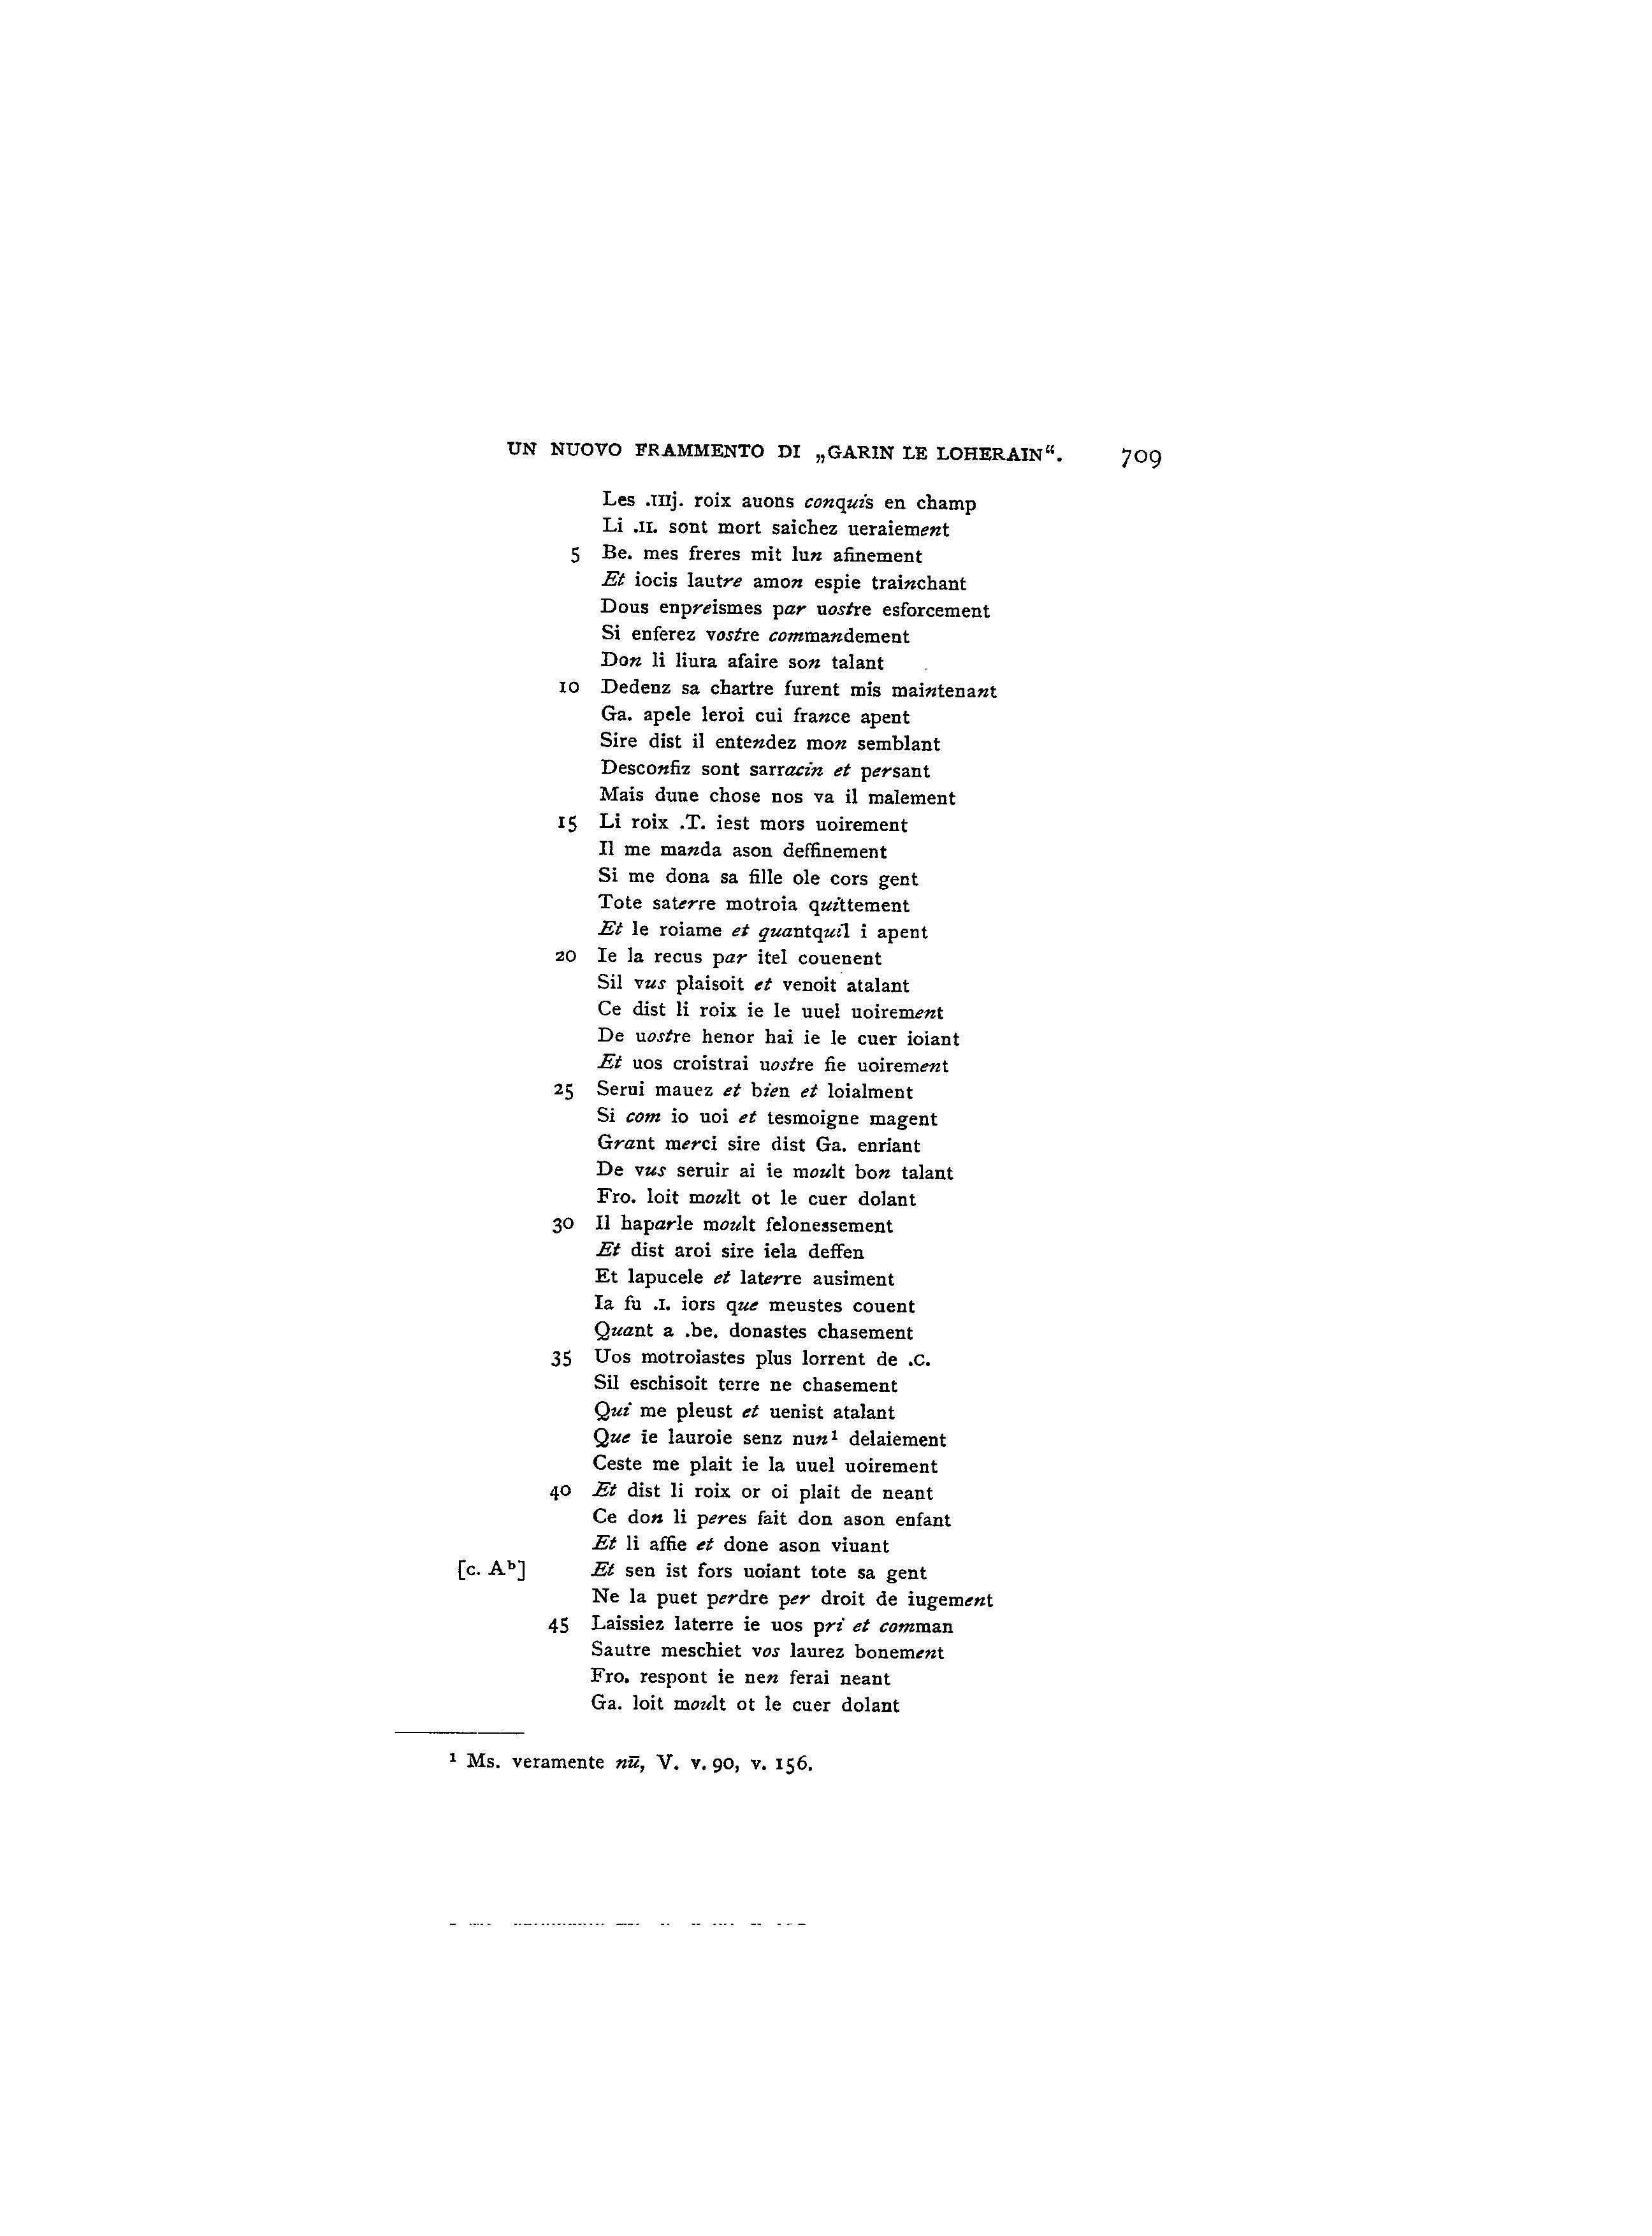 UN NUOVO FRAMMENTO DI „GARIN LE LOHERAIN“. 709
Les .IIIj. roix auons conquis en champ
Li .II. sont mort saichez ueraiement
5 Be. mes freres mit lun afinement
Et iocis lautre amon espie trainchant
Dous enpreismes par uostre esforcement
Si enferez vostre commandement
Don li liura afaire son talant
10 Dedenz sa chartre furent mis maintenant
Ga. apele leroi cui france apent
Sire dist il entendez mon semblant
Desconfiz sont sarracin et persant
Mais dune chose nos va il malement
15 Li roix .T. iest mors uoirement
Il me manda ason deffinement
Si me dona sa fille ole cors gent
Tote saterre motroia quittement
Et le roiame et quantquil i apent
20 Ie la recus par itel couenent
Sil vus plaisoit et venoit atalant
Ce dist li roix ie le uuel uoirement
De uostre henor hai ie le cuer ioiant
Et uos croistrai uostre fie uoirement
25 Serui mauez et bien et loialment
Si com io uoi et tesmoigne magent
Grant merci sire dist Ga. enriant
De vus seruir ai ie moult bon talant
Fro. loit moult ot le cuer dolant
30 Il haparle moult felonessement
Et dist aroi sire iela deffen
Et lapucele et laterre ausiment
Ia fu .I. iors que meustes couent
Quant a .be. donastes chasement
35 Uos motroiastes plus lorrent de .C.
Sil eschisoit terre ne chasement
Qui me pleust et uenist atalant
Que ie lauroie senz nun¹ delaiement
Ceste me plait ie la uuel uoirement
40 Et dist li roix or oi plait de neant
Ce don li peres fait don ason enfant
Et li affie et done ason viuant
[c. Aᵇ] Et sen ist fors uoiant tote sa gent
Ne la puet perdre per droit de iugement
45 Laissiez laterre ie uos pri et comman
Sautre meschiet vos laurez bonement
Fro. respont ie nen ferai neant
Ga. loit moult ot le cuer dolant
¹ Ms. veramente nū, V. v. 90, v. 156.